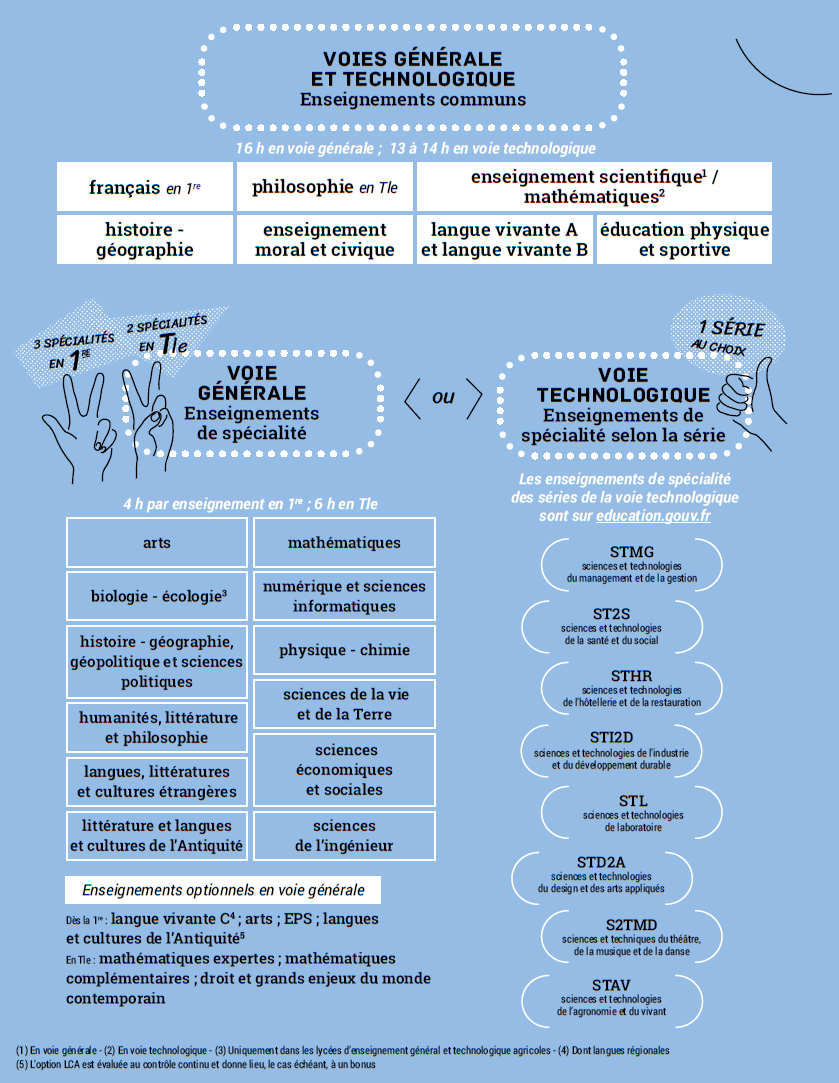 VOIES GÉNÉRALE
ET TECHNOLOGIQUE
Enseignements communs
16 h en voie générale ; 13 à 14 h en voie technologique
français en 1re
philosophie en Tle
enseignement scientifique¹ /
mathématiques²
histoire -
géographie
enseignement
moral et civique
langue vivante A
et langue vivante B
éducation physique
et sportive
3 SPÉCIALITÉS
EN 1RE
2 SPÉCIALITÉS
EN Tle
VOIE
GÉNÉRALE
Enseignements
de spécialité
ou
1 SÉRIE
AU CHOIX
VOIE
TECHNOLOGIQUE
Enseignements de
spécialité selon la série
4 h par enseignement en 1re ; 6 h en Tle
arts
mathématiques
biologie - écologie³
numérique et sciences
informatiques
histoire - géographie,
géopolitique et sciences
politiques
physique - chimie
sciences de la vie
et de la Terre
humanités, littérature
et philosophie
sciences
économiques
et sociales
langues, littératures
et cultures étrangères
littérature et langues
et cultures de l'Antiquité
sciences
de l'ingénieur
Enseignements optionnels en voie générale
Dès la 1re : langue vivante C⁴ ; arts ; EPS ; langues
et cultures de l'Antiquité⁵
En Tle : mathématiques expertes ; mathématiques
complémentaires ; droit et grands enjeux du monde
contemporain
Les enseignements de spécialité
des séries de la voie technologique
sont sur education.gouv.fr
STMG
sciences et technologies
du management et de la gestion
ST2S
sciences et technologies
de la santé et du social
STHR
sciences et technologies
de l'hôtellerie et de la restauration
STI2D
sciences et technologies de l'industrie
et du développement durable
STL
sciences et technologies
de laboratoire
STD2A
sciences et technologies
du design et des arts appliqués
S2TMD
sciences et techniques du théâtre,
de la musique et de la danse
STAV
sciences et technologies
de l'agronomie et du vivant
(1) En voie générale - (2) En voie technologique - (3) Uniquement dans les lycées d'enseignement général et technologique agricoles - (4) Dont langues régionales
(5) L'option LCA est évaluée au contrôle continu et donne lieu, le cas échéant, à un bonus